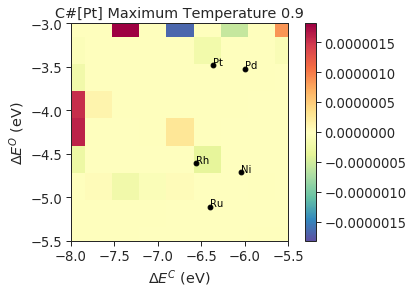 C#[Pt] Maximum Temperature 0.9
−3.0
−3.5
−4.0
−4.5
−5.0
−5.5
ΔE^O (eV)
Pt
Pd
Rh
Ni
Ru
−8.0 −7.5 −7.0 −6.5 −6.0 −5.5
ΔE^C (eV)
0.0000015
0.0000010
0.0000005
0.0000000
−0.0000005
−0.0000010
−0.0000015